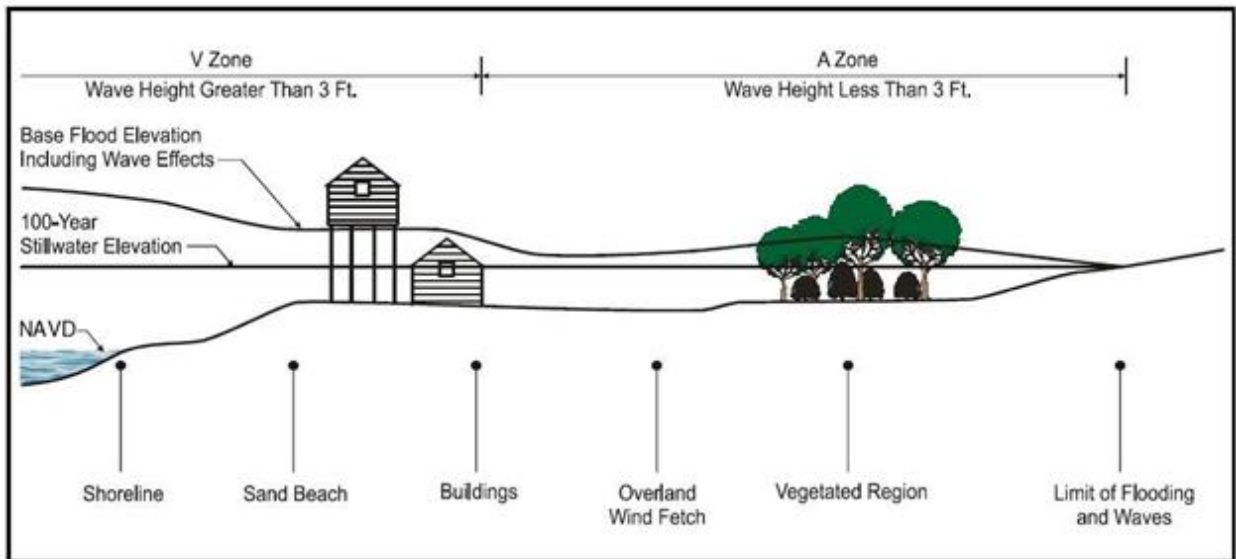 V Zone
Wave Height Greater Than 3 Ft.
A Zone
Wave Height Less Than 3 Ft.
Base Flood Elevation
Including Wave Effects
100-Year
Stillwater Elevation
NAVD
Shoreline
Sand Beach
Buildings
Overland
Wind Fetch
Vegetated Region
Limit of Flooding
and Waves